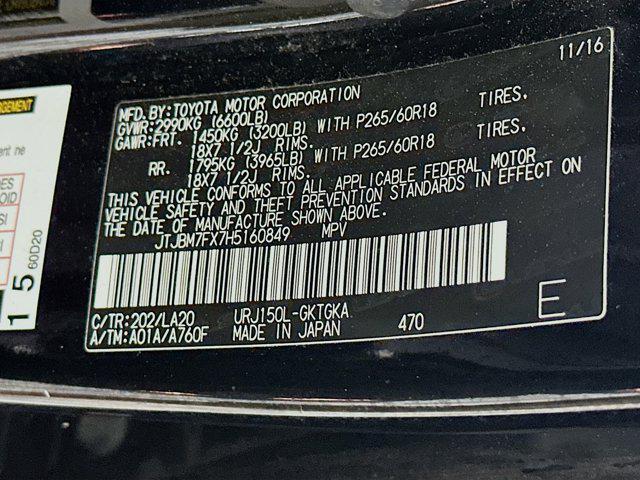 11/16
MFD.BY:TOYOTA MOTOR CORPORATION
GVWR:2990KG (6600LB)
GAWR:FRT. 1450KG (3200LB) WITH P265/60R18 TIRES,
18X7 1/2J RIMS.
RR. 1795KG (3965LB) WITH P265/60R18 TIRES,
18X7 1/2J RIMS.
THIS VEHICLE CONFORMS TO ALL APPLICABLE FEDERAL MOTOR
VEHICLE SAFETY AND THEFT PREVENTION STANDARDS IN EFFECT ON
THE DATE OF MANUFACTURE SHOWN ABOVE.
JTJBM7FX7H5160849 MPV
C/TR:202/LA20 URJ150L-GKTGKA
A/TM:A01A/A760F MADE IN JAPAN 470 E
15
60D20